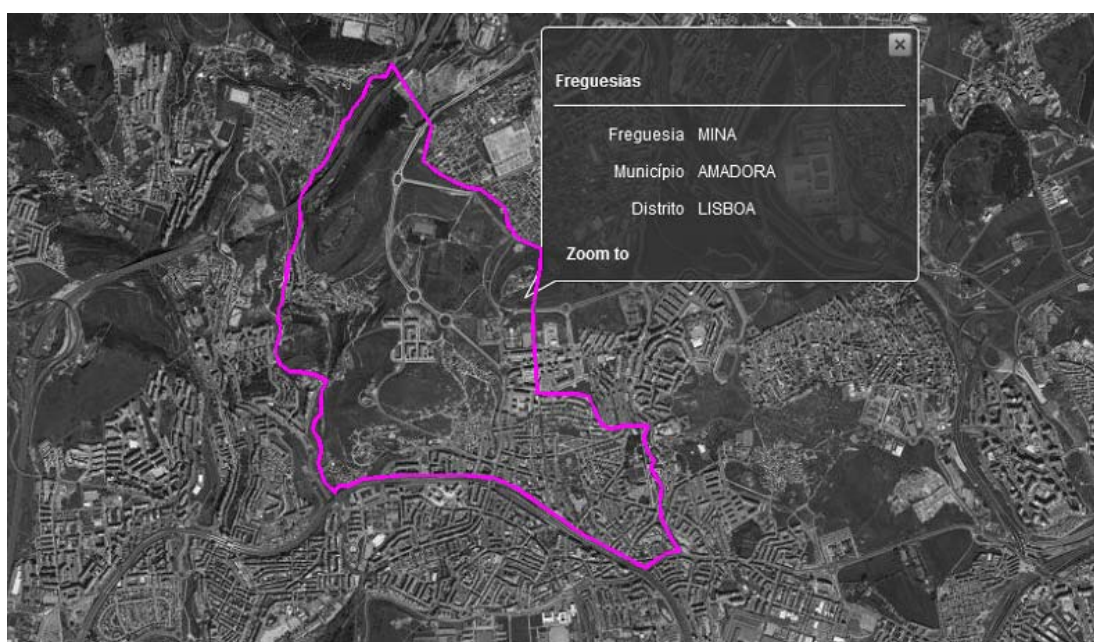 Freguesias
Freguesia MINA
Município AMADORA
Distrito LISBOA
Zoom to